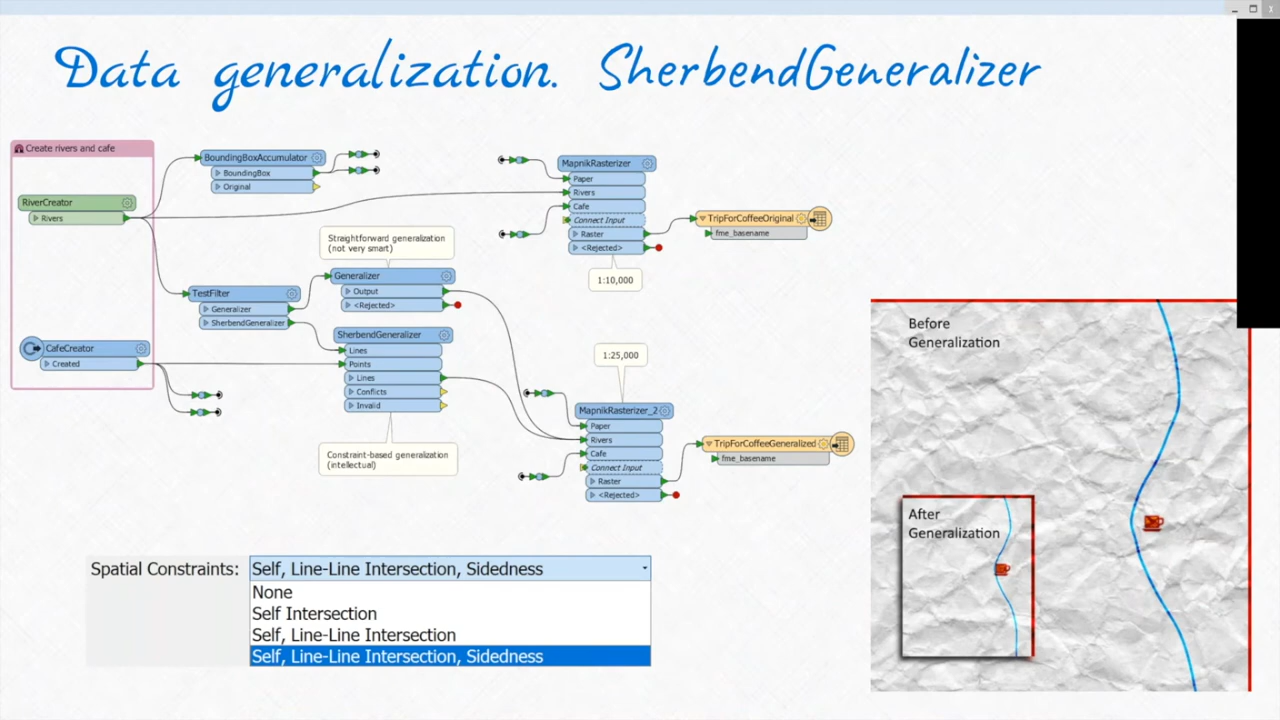 Data generalization. SherbendGeneralizer
Create rivers and cafe
RiverCreator
Rivers
CafeCreator
Created
BoundingBoxAccumulator
BoundingBox
Original
TestFilter
Generalizer
SherbendGeneralizer
Straightforward generalization
(not very smart)
Generalizer
Output
<Rejected>
SherbendGeneralizer
Lines
Points
Lines
Conflicts
Invalid
Constraint-based generalization
(intellectual)
MapnikRasterizer
Paper
Rivers
Cafe
Connect Input
Raster
<Rejected>
1:10,000
TripForCoffeeOriginal
fme_basename
1:25,000
MapnikRasterizer_2
Paper
Rivers
Cafe
Connect Input
Raster
<Rejected>
TripForCoffeeGeneralized
fme_basename
Before
Generalization
After
Generalization
Spatial Constraints: Self, Line-Line Intersection, Sidedness
None
Self Intersection
Self, Line-Line Intersection
Self, Line-Line Intersection, Sidedness